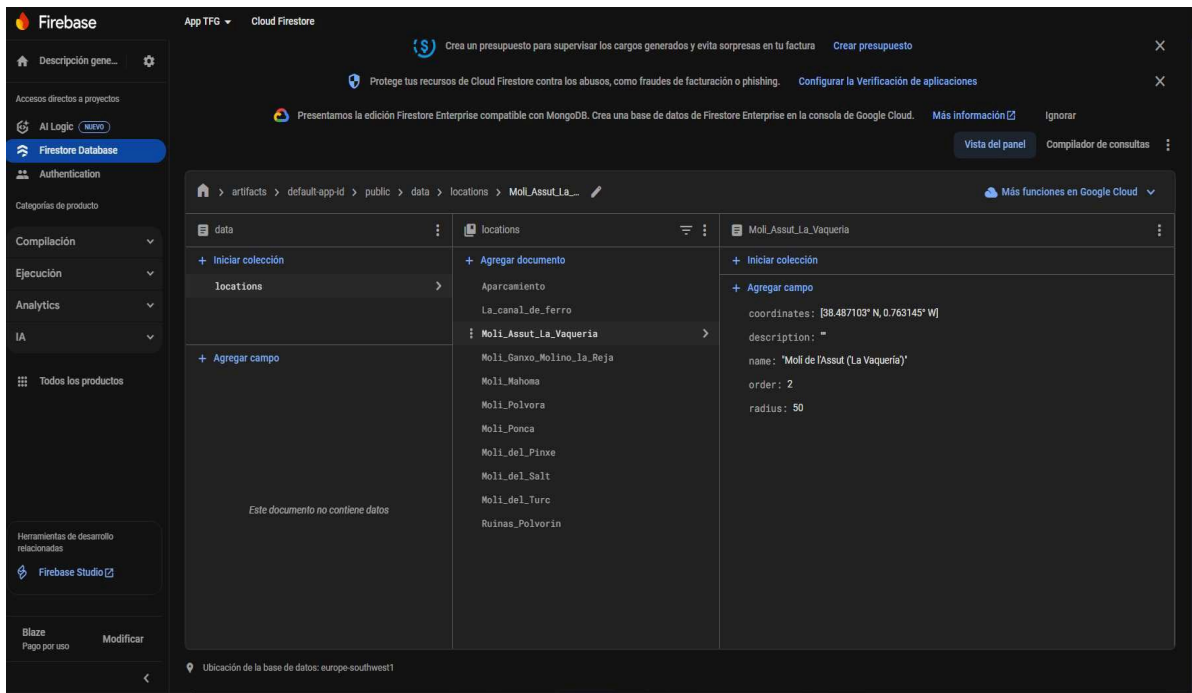 Firebase
App TFG
Cloud Firestore
Crea un presupuesto para supervisar los cargos generados y evita sorpresas en tu factura Crear presupuesto
Descripción gene...
Protege tus recursos de Cloud Firestore contra los abusos, como fraudes de facturación o phishing. Configurar la Verificación de aplicaciones
Accesos directos a proyectos
Presentamos la edición Firestore Enterprise compatible con MongoDB. Crea una base de datos de Firestore Enterprise en la consola de Google Cloud. Más información Ignorar
AI Logic NUEVO
Firestore Database
Vista del panel Compilador de consultas
Authentication
Categorías de producto
artifacts > default-app-id > public > data > locations > Moli_Assut_La_...
Más funciones en Google Cloud
Compilación
Ejecución
Analytics
IA
Todos los productos
data
+ Iniciar colección
locations
+ Agregar campo
Este documento no contiene datos
locations
+ Agregar documento
Aparcamiento
La_canal_de_ferro
Moli_Assut_La_Vaqueria
Moli_Ganxo_Molino_la_Reja
Moli_Mahoma
Moli_Polvora
Moli_Ponca
Moli_del_Pinxe
Moli_del_Salt
Moli_del_Turc
Ruinas_Polvorin
Moli_Assut_La_Vaqueria
+ Iniciar colección
+ Agregar campo
coordinates: [38.487103° N, 0.763145° W]
description: ""
name: "Molí de l'Assut ('La Vaquería')"
order: 2
radius: 50
Herramientas de desarrollo
relacionadas
Firebase Studio
Blaze
Pago por uso
Modificar
Ubicación de la base de datos: europe-southwest1